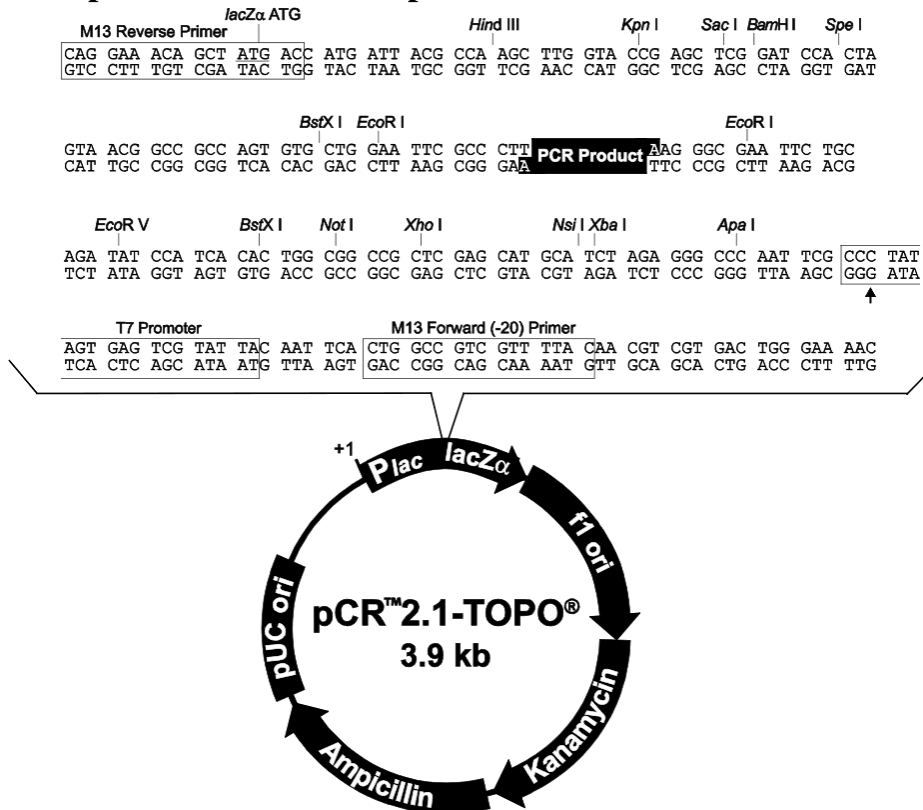 lacZα ATG
M13 Reverse Primer
Hind III Kpn I Sac I BamH I Spe I
CAG GAA ACA GCT ATG ACC ATG ATT ACG CCA AGC TTG GTA CCG AGC TCG GAT CCA CTA
GTC CTT TGT CGA TAC TGG TAC TAA TGC GGT TCG AAC CAT GGC TCG AGC CTA GGT GAT
BstX I EcoR I EcoR I
GTA ACG GCC GCC AGT GTG CTG GAA TTC GCC CTT PCR Product AAG GGC GAA TTC TGC
CAT TGC CGG CGG TCA CAC GAC CTT AAG CGG GAA TTC CCG CTT AAG ACG
EcoR V BstX I Not I Xho I Nsi I Xba I Apa I
AGA TAT CCA TCA CAC TGG CGG CCG CTC GAG CAT GCA TCT AGA GGG CCC AAT TCG CCC TAT
TCT ATA GGT AGT GTG ACC GCC GGC GAG CTC GTA CGT AGA TCT CCC GGG TTA AGC GGG ATA
T7 Promoter M13 Forward (-20) Primer
AGT GAG TCG TAT TAC AAT TCA CTG GCC GTC GTT TTA CAA CGT CGT GAC TGG GAA AAC
TCA CTC AGC ATA ATG TTA AGT GAC CGG CAG CAA AAT GTT GCA GCA CTG ACC CTT TTG
+1
Plac lacZα
f1 ori
Kanamycin
Ampicillin
pUC ori
pCR™2.1-TOPO®
3.9 kb